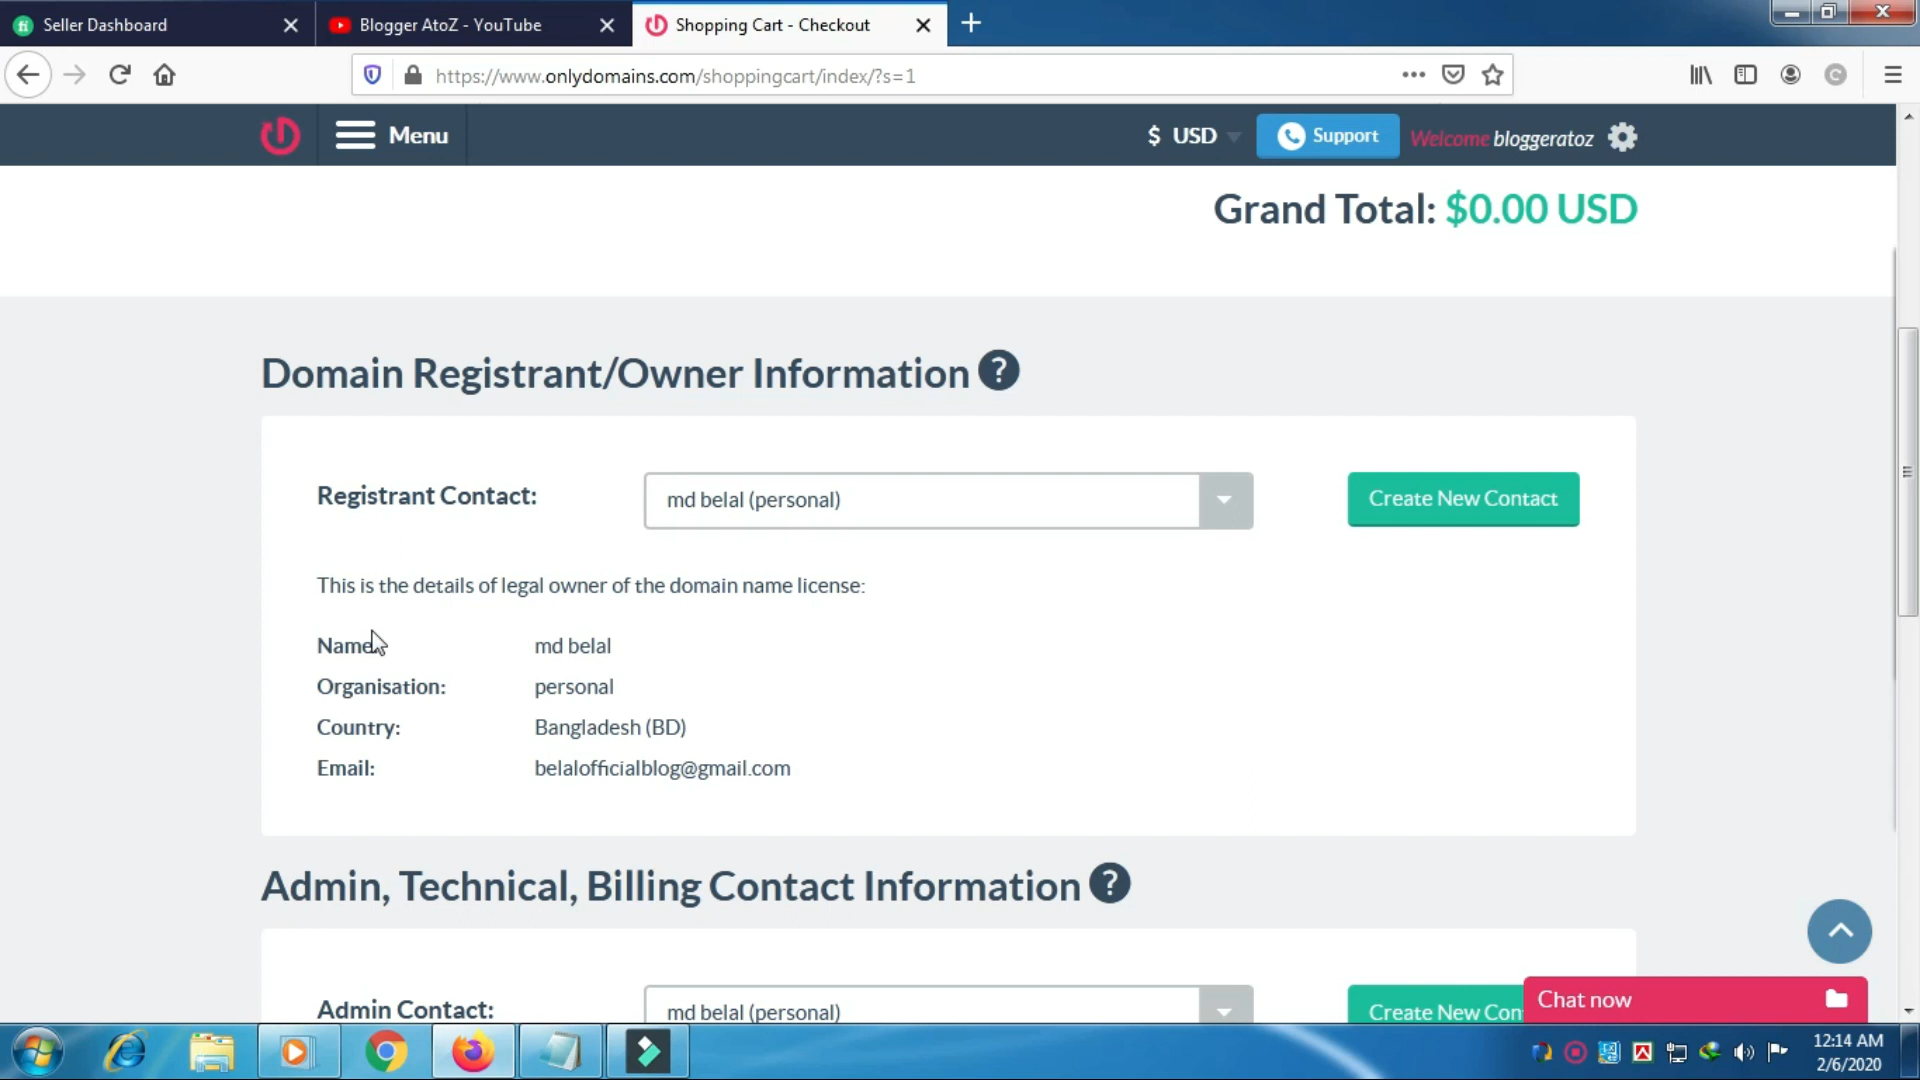 Seller Dashboard
Blogger AtoZ - YouTube
Shopping Cart - Checkout
https://www.onlydomains.com/shoppingcart/index/?s=1
Menu
$ USD
Support
Welcome bloggeratoz
Grand Total: $0.00 USD
Domain Registrant/Owner Information ?
Registrant Contact:
md belal (personal)
Create New Contact
This is the details of legal owner of the domain name license:
Name
md belal
Organisation:
personal
Country:
Bangladesh (BD)
Email:
belalofficialblog@gmail.com
Admin, Technical, Billing Contact Information ?
Admin Contact:
md belal (personal)
Create New Con
Chat now
12:14 AM
2/6/2020